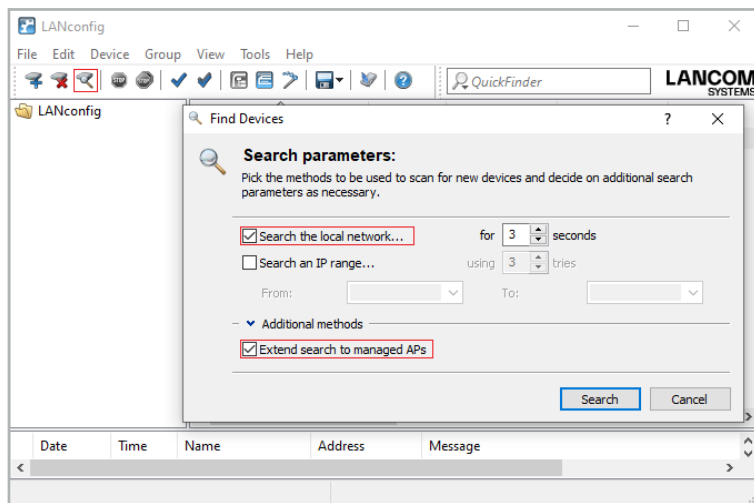 LANconfig
File Edit Device Group View Tools Help
QuickFinder
LANCOM
SYSTEMS
LANconfig
Find Devices
Search parameters:
Pick the methods to be used to scan for new devices and decide on additional search
parameters as necessary.
Search the local network... for 3 seconds
Search an IP range... using 3 tries
From: To:
Additional methods
Extend search to managed APs
Search Cancel
Date Time Name Address Message